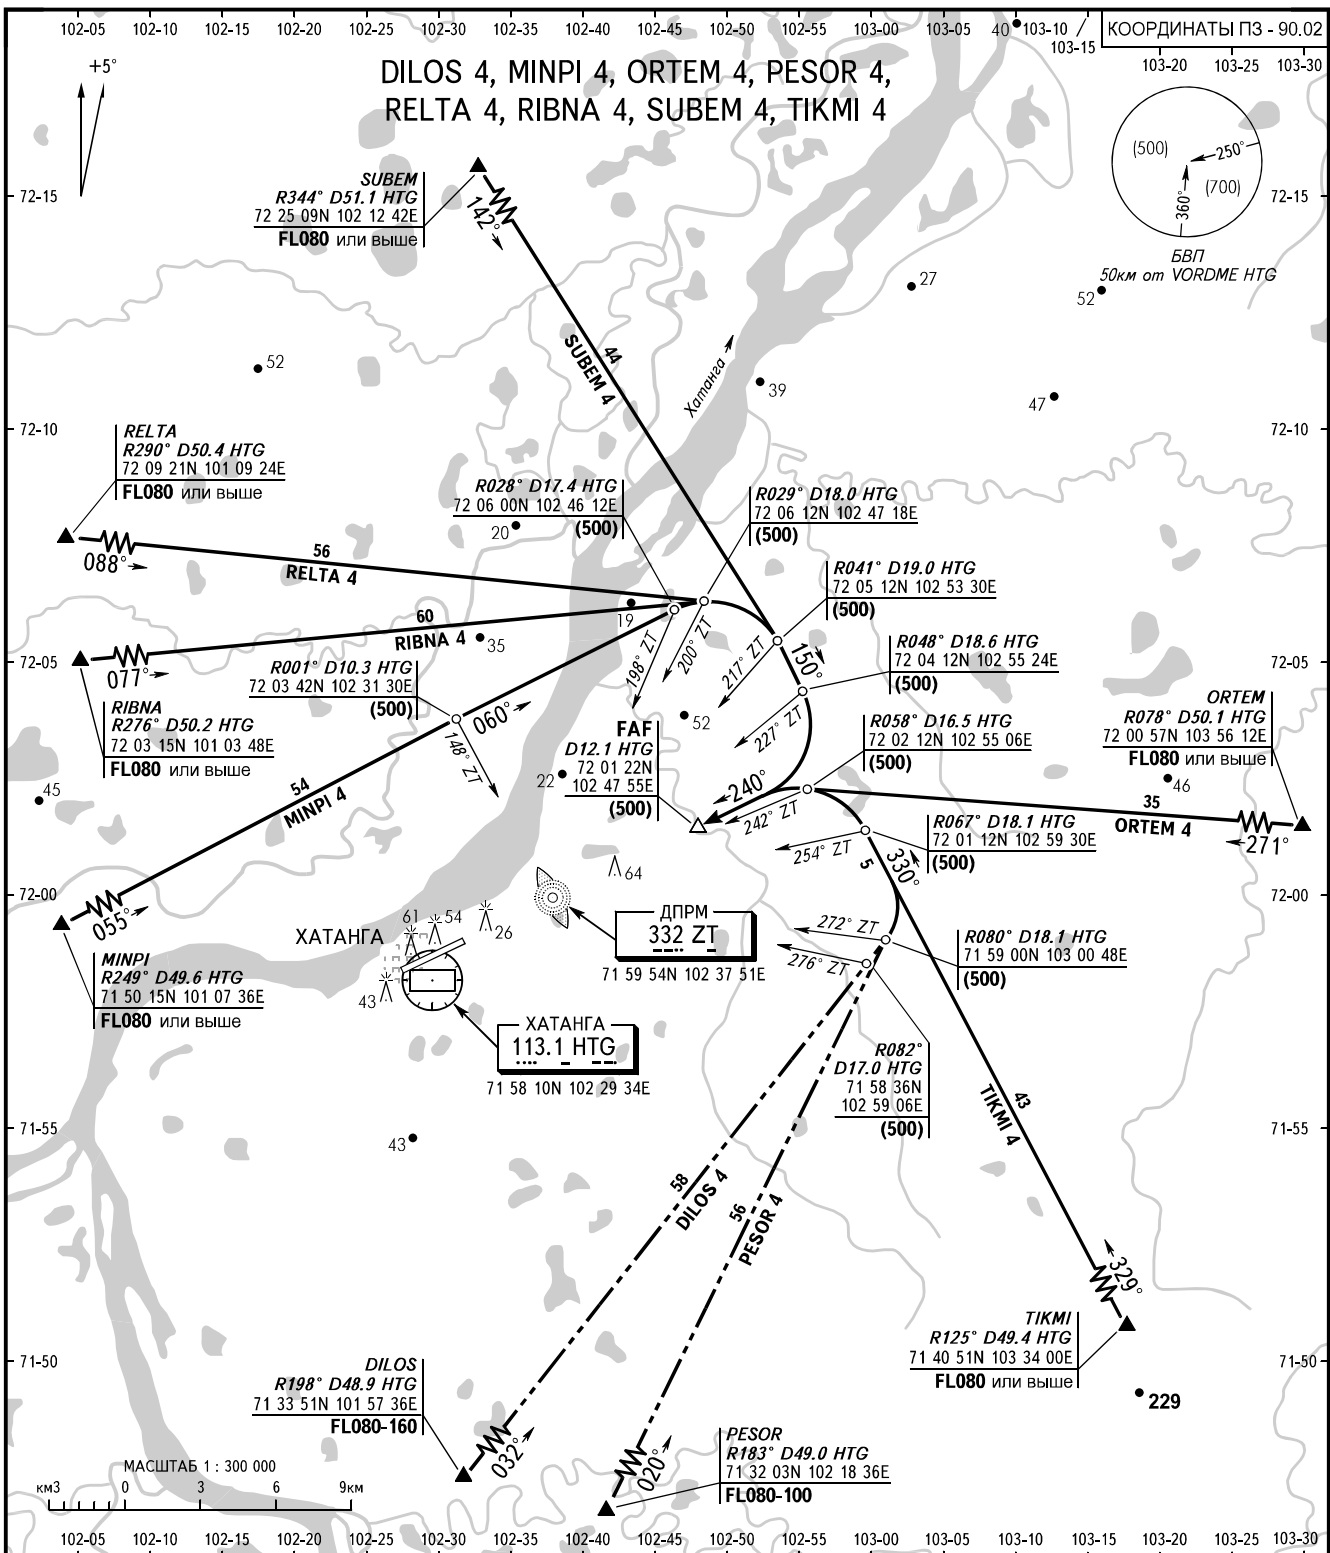 102-05 102-10 102-15 102-20 102-25 102-30 102-35 102-40 102-45 102-50 102-55 103-00 103-05 40 103-10 103-15
КООРДИНАТЫ ПЗ - 90.02
103-20 103-25 103-30
+5°
DILOS 4, MINPI 4, ORTEM 4, PESOR 4,
RELTA 4, RIBNA 4, SUBEM 4, TIKMI 4
(500)
250°
(700)
360°
БВП
50км от VORDME HTG
72-15
72-15
SUBEM
R344° D51.1 HTG
72 25 09N 102 12 42E
FL080 или выше
142°
44
SUBEM 4
27
52
52
39
47
Хатанга
72-10
72-10
RELTA
R290° D50.4 HTG
72 09 21N 101 09 24E
FL080 или выше
088°
56
RELTA 4
R028° D17.4 HTG
72 06 00N 102 46 12E
(500)
20
R029° D18.0 HTG
72 06 12N 102 47 18E
(500)
R041° D19.0 HTG
72 05 12N 102 53 30E
(500)
60
RIBNA 4
19
35
077°
198° ZT
200° ZT
217° ZT
150°
R048° D18.6 HTG
72 04 12N 102 55 24E
(500)
227° ZT
72-05
72-05
RIBNA
R276° D50.2 HTG
72 03 15N 101 03 48E
FL080 или выше
R001° D10.3 HTG
72 03 42N 102 31 30E
(500)
060°
148° ZT
52
FAF
D12.1 HTG
72 01 22N
102 47 55E
(500)
22
R058° D16.5 HTG
72 02 12N 102 55 06E
(500)
ORTEM
R078° D50.1 HTG
72 00 57N 103 56 12E
FL080 или выше
46
45
54
MINPI 4
240°
242° ZT
35
ORTEM 4
271°
R067° D18.1 HTG
72 01 12N 102 59 30E
(500)
254° ZT
5
330°
64
72-00
72-00
055°
MINPI
R249° D49.6 HTG
71 50 15N 101 07 36E
FL080 или выше
ХАТАНГА
61
54
26
43
ДПРМ
332 ZT
71 59 54N 102 37 51E
272° ZT
276° ZT
R080° D18.1 HTG
71 59 00N 103 00 48E
(500)
ХАТАНГА
113.1 HTG
71 58 10N 102 29 34E
R082°
D17.0 HTG
71 58 36N
102 59 06E
(500)
43
TIKMI 4
71-55
71-55
43
58
DILOS 4
56
PESOR 4
329°
TIKMI
R125° D49.4 HTG
71 40 51N 103 34 00E
FL080 или выше
229
71-50
71-50
DILOS
R198° D48.9 HTG
71 33 51N 101 57 36E
FL080-160
032°
020°
PESOR
R183° D49.0 HTG
71 32 03N 102 18 36E
FL080-100
МАСШТАБ 1 : 300 000
км3 0 3 6 9км
102-05 102-10 102-15 102-20 102-25 102-30 102-35 102-40 102-45 102-50 102-55 103-00 103-05 103-10 103-15 103-20 103-25 103-30